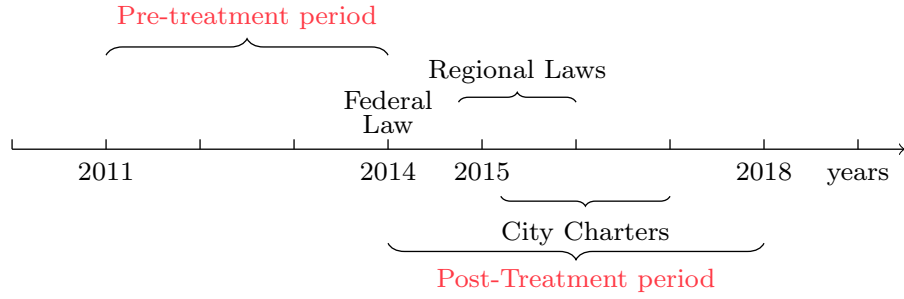 Pre-treatment period
Regional Laws
Federal
Law
2011 2014 2015 2018 years
City Charters
Post-Treatment period